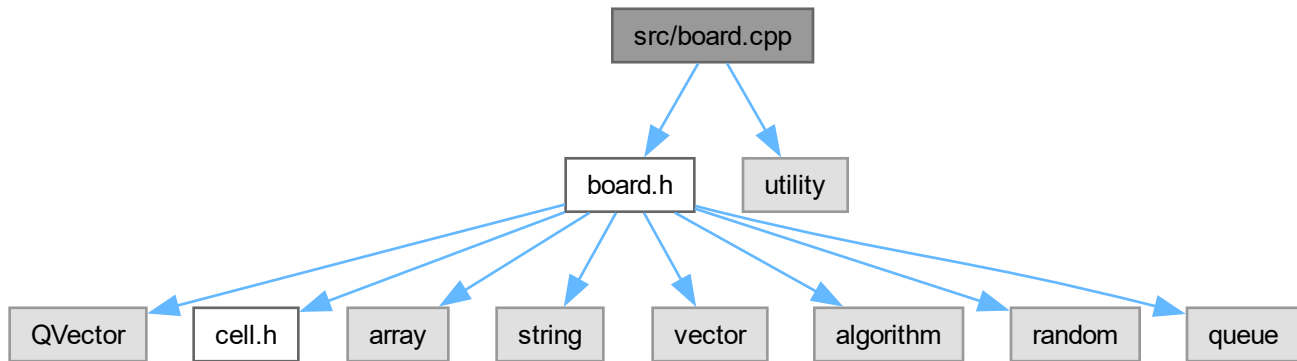 src/board.cpp
board.h
utility
QVector
cell.h
array
string
vector
algorithm
random
queue